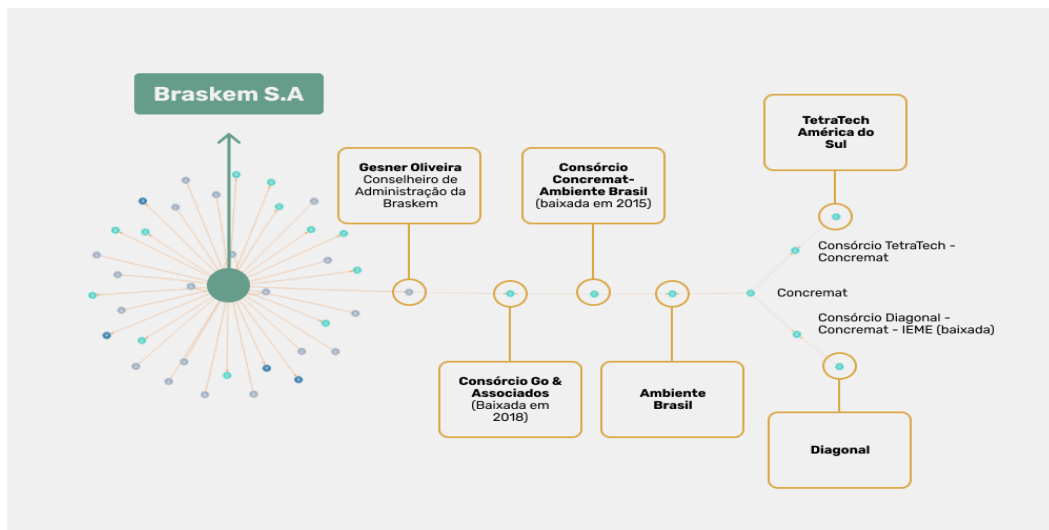 Braskem S.A
Gesner Oliveira
Conselheiro de
Administração da
Braskem
Consórcio
Concremat-
Ambiente Brasil
(baixada em 2015)
TetraTech
América do
Sul
Consórcio TetraTech -
Concremat
Concremat
Consórcio Diagonal -
Concremat - IEME (baixada)
Consórcio Go &
Associados
(Baixada em
2018)
Ambiente
Brasil
Diagonal